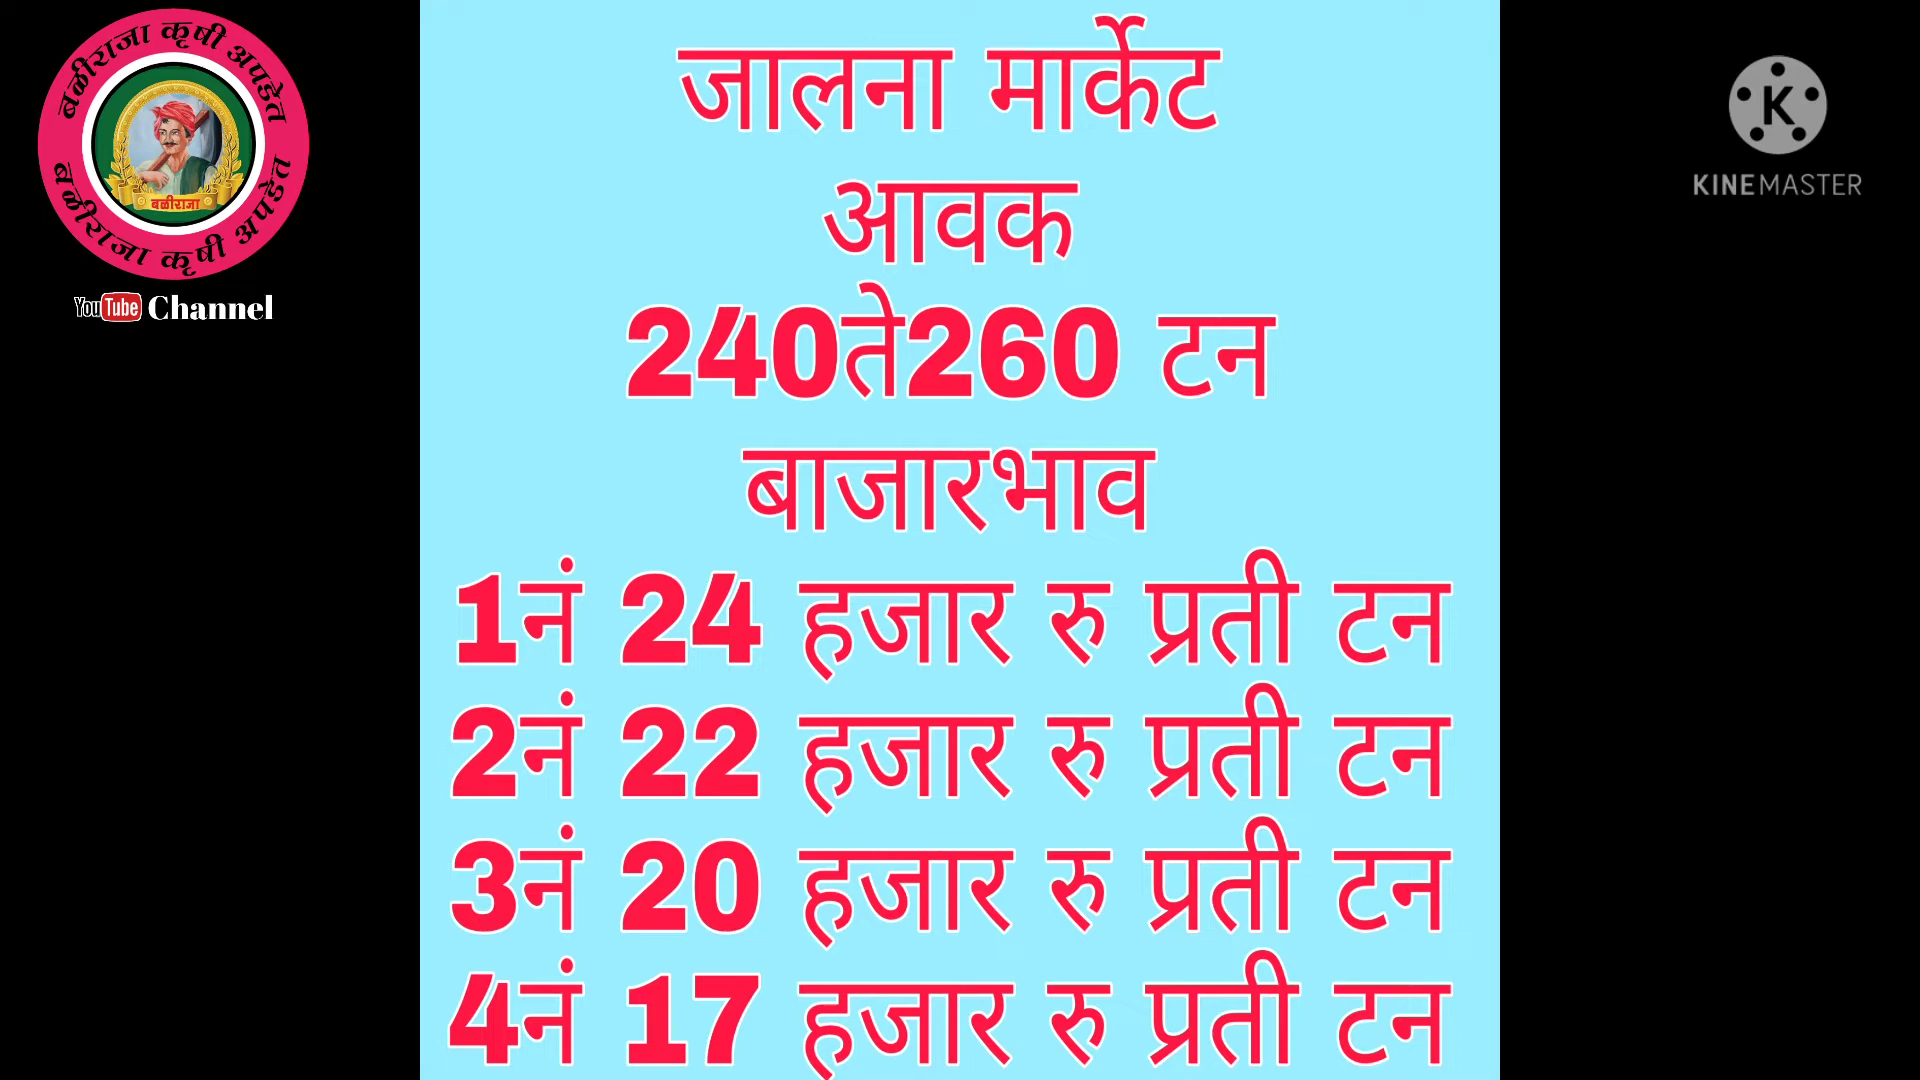 बळीराजा कृषी अपडेत
बळीराजा
बळीराजा कृषी अपडेत
YouTube Channel
K
KINEMASTER
जालना मार्केट
आवक
240ते260 टन
बाजारभाव
1नं 24 हजार रु प्रती टन
2नं 22 हजार रु प्रती टन
3नं 20 हजार रु प्रती टन
4नं 17 हजार रु प्रती टन